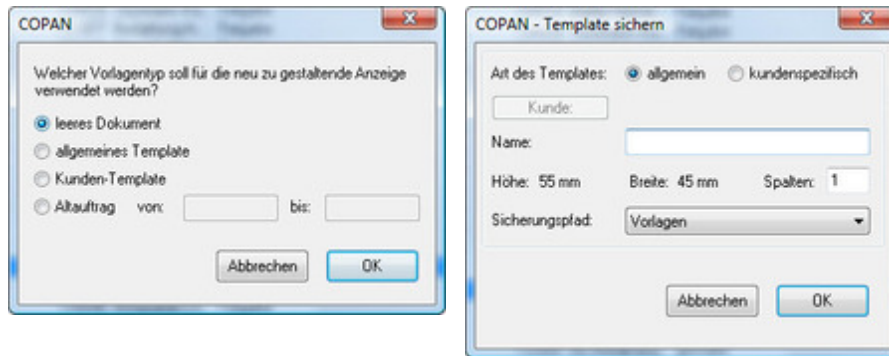 COPAN
Welcher Vorlagentyp soll für die neu zu gestaltende Anzeige
verwendet werden?
leeres Dokument
allgemeines Template
Kunden-Template
Altauftrag von: bis:
Abbrechen OK
COPAN - Template sichern
Art des Templates: allgemein kundenspezifisch
Kunde:
Name:
Höhe: 55 mm Breite: 45 mm Spalten: 1
Sicherungspfad: Vorlagen
Abbrechen OK